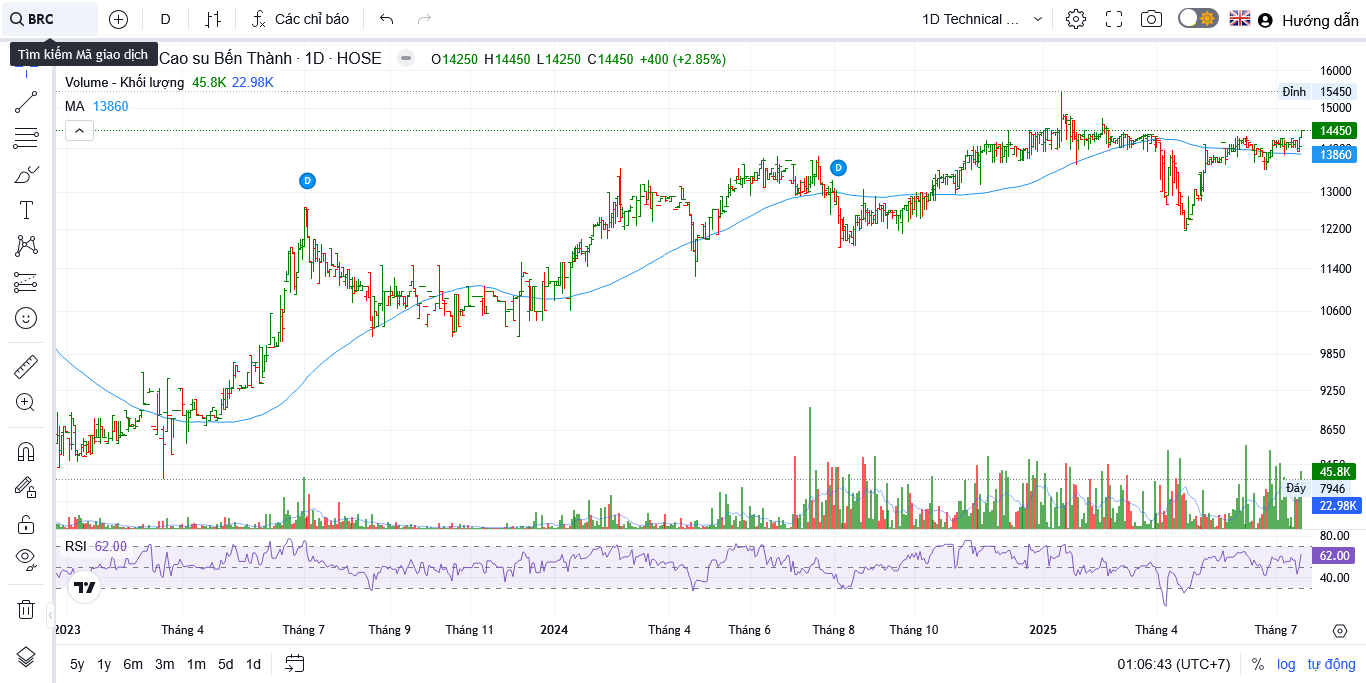 BRC
D
Các chỉ báo
1D Technical ...
Hướng dẫn
Tìm kiếm Mã giao dịch
Cao su Bến Thành · 1D · HOSE
O14250 H14450 L14250 C14450 +400 (+2.85%)
Volume - Khối lượng 45.8K 22.98K
MA 13860
D
D
16000
Đỉnh 15450
15000
14450
13860
13000
12200
11400
10600
9850
9250
8650
45.8K
Đáy 7946
22.98K
RSI 62.00
80.00
62.00
40.00
2023 Tháng 4 Tháng 7 Tháng 9 Tháng 11 2024 Tháng 4 Tháng 6 Tháng 8 Tháng 10 2025 Tháng 4 Tháng 7
5y 1y 6m 3m 1m 5d 1d
01:06:43 (UTC+7) % log tự động